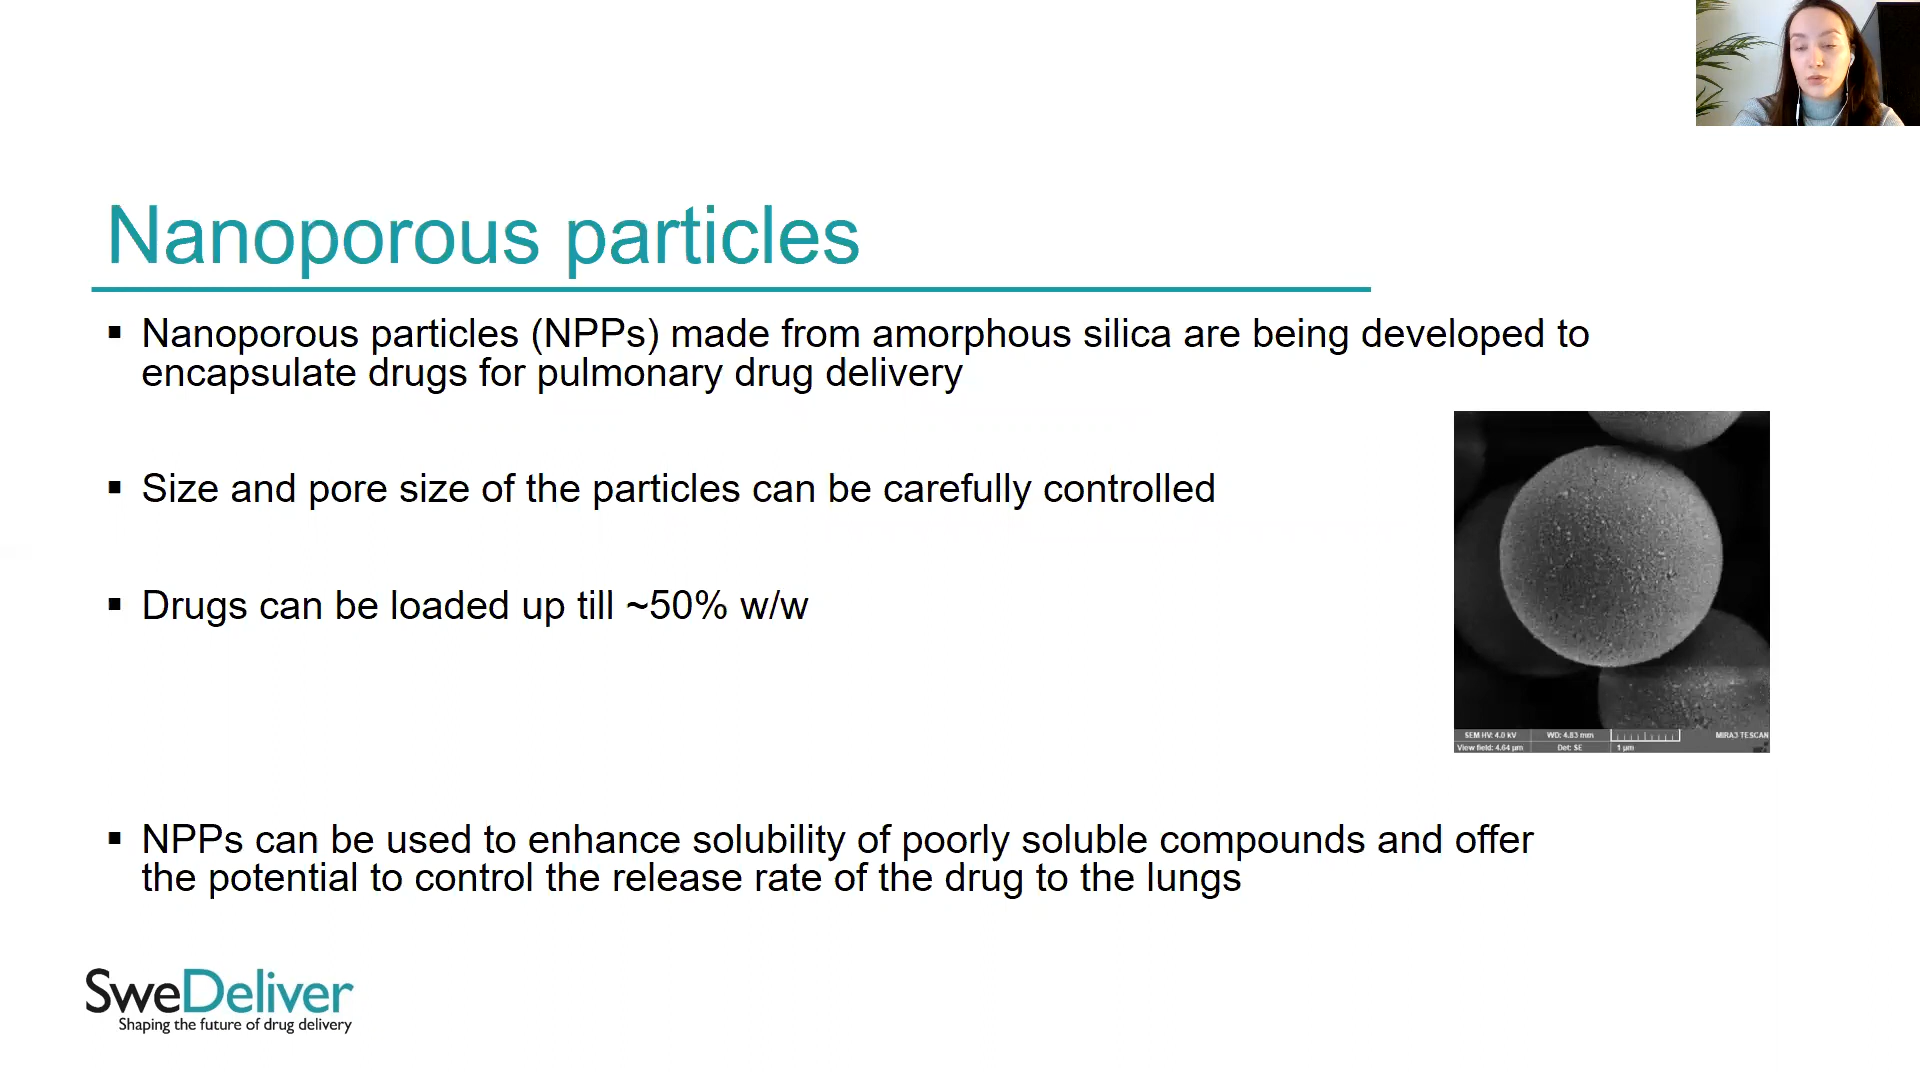 Nanoporous particles
▪ Nanoporous particles (NPPs) made from amorphous silica are being developed to
encapsulate drugs for pulmonary drug delivery
▪ Size and pore size of the particles can be carefully controlled
▪ Drugs can be loaded up till ~50% w/w
SEM HV: 4.0 kV WD: 4.83 mm MIRA3 TESCAN
View field: 4.64 µm Det: SE 1 µm
▪ NPPs can be used to enhance solubility of poorly soluble compounds and offer
the potential to control the release rate of the drug to the lungs
SweDeliver
Shaping the future of drug delivery